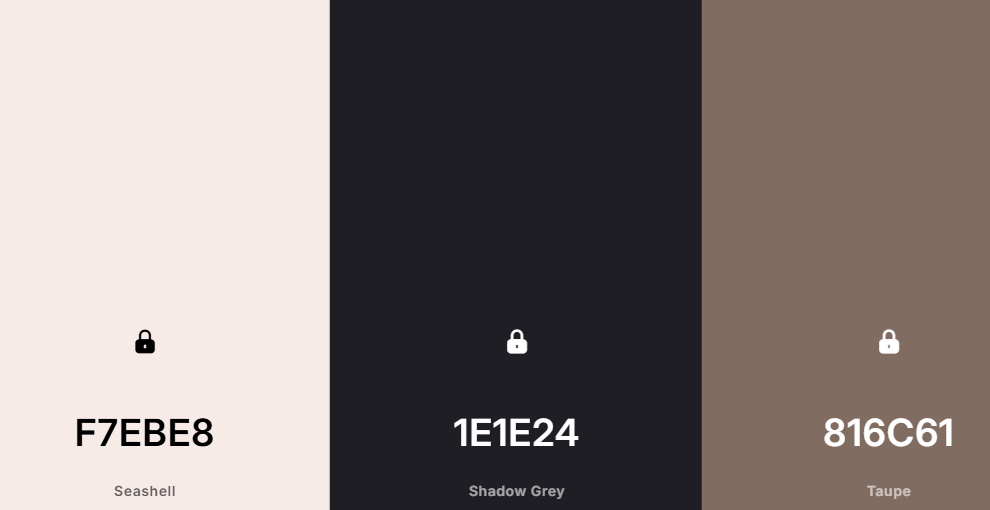 F7EBE8
Seashell
1E1E24
Shadow Grey
816C61
Taupe